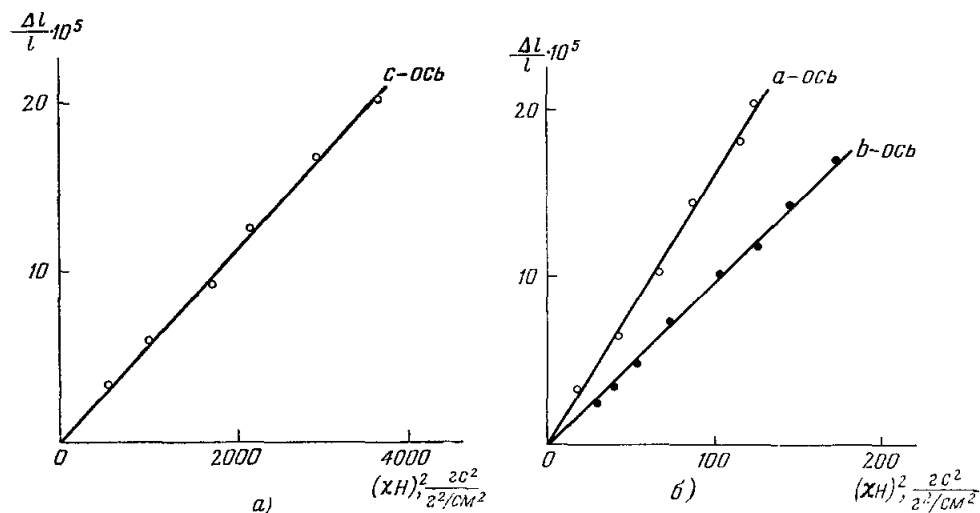 Δl/l·10⁵
c-ось
20
10
0 2000 4000
(χH)², гс²/г²/см²
а)
Δl/l·10⁵
a-ось
b-ось
20
10
0 100 200
(χH)², гс²/г²/см²
б)